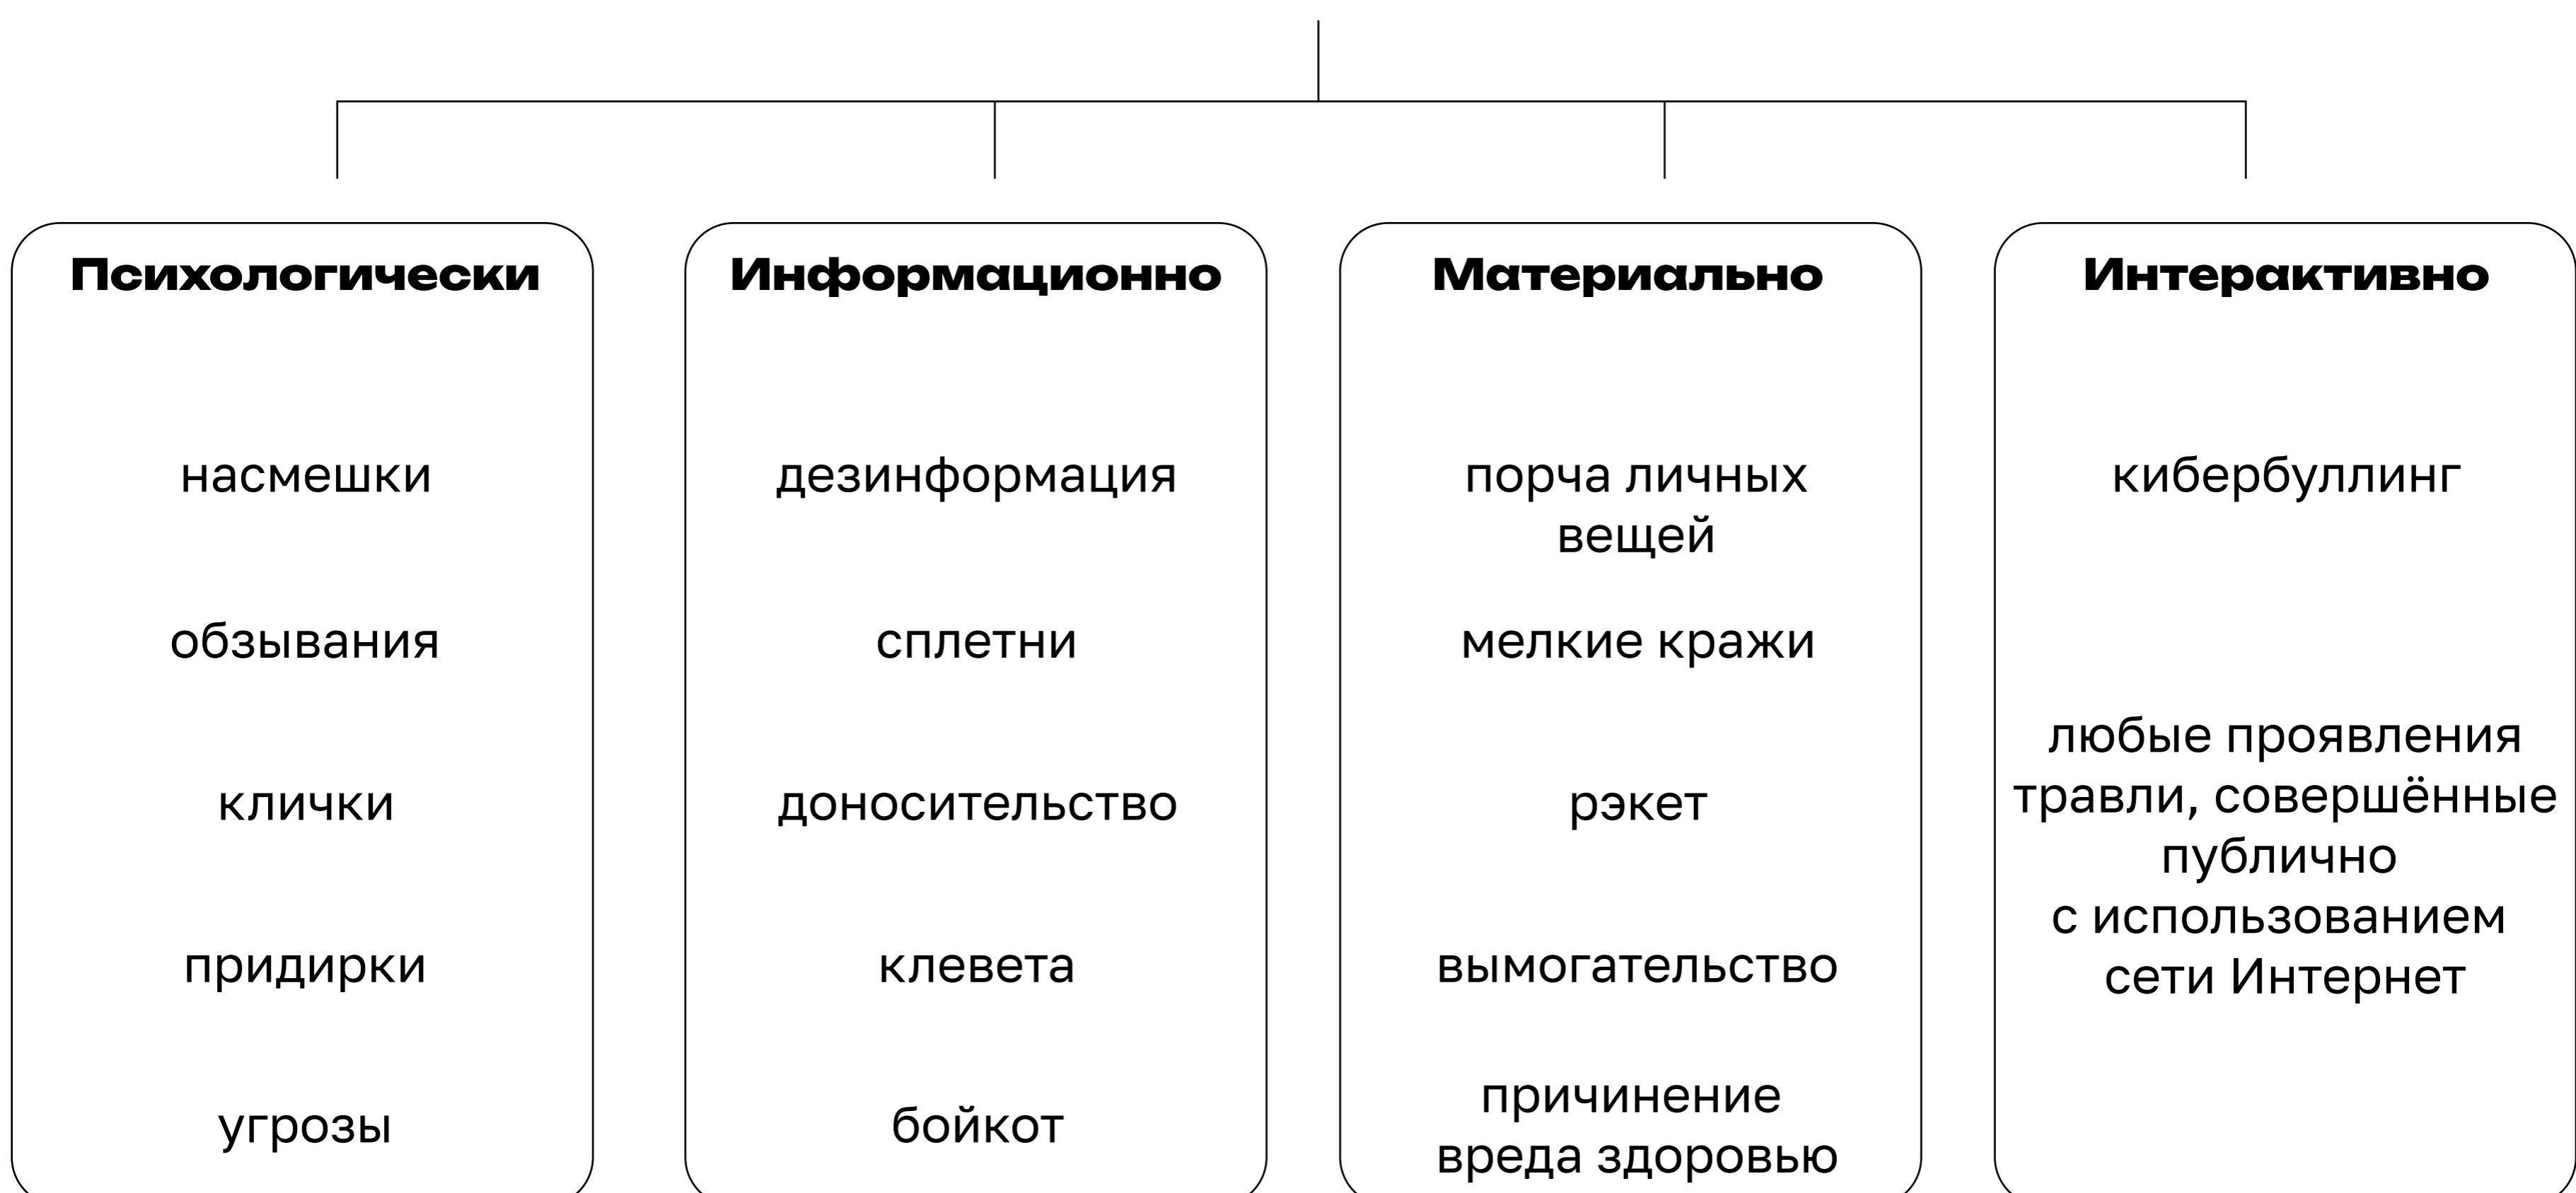 Психологически
насмешки
обзывания
клички
придирки
угрозы
Информационно
дезинформация
сплетни
доносительство
клевета
бойкот
Материально
порча личных
вещей
мелкие кражи
рэкет
вымогательство
причинение
вреда здоровью
Интерактивно
кибербуллинг
любые проявления
травли, совершённые
публично
с использованием
сети Интернет